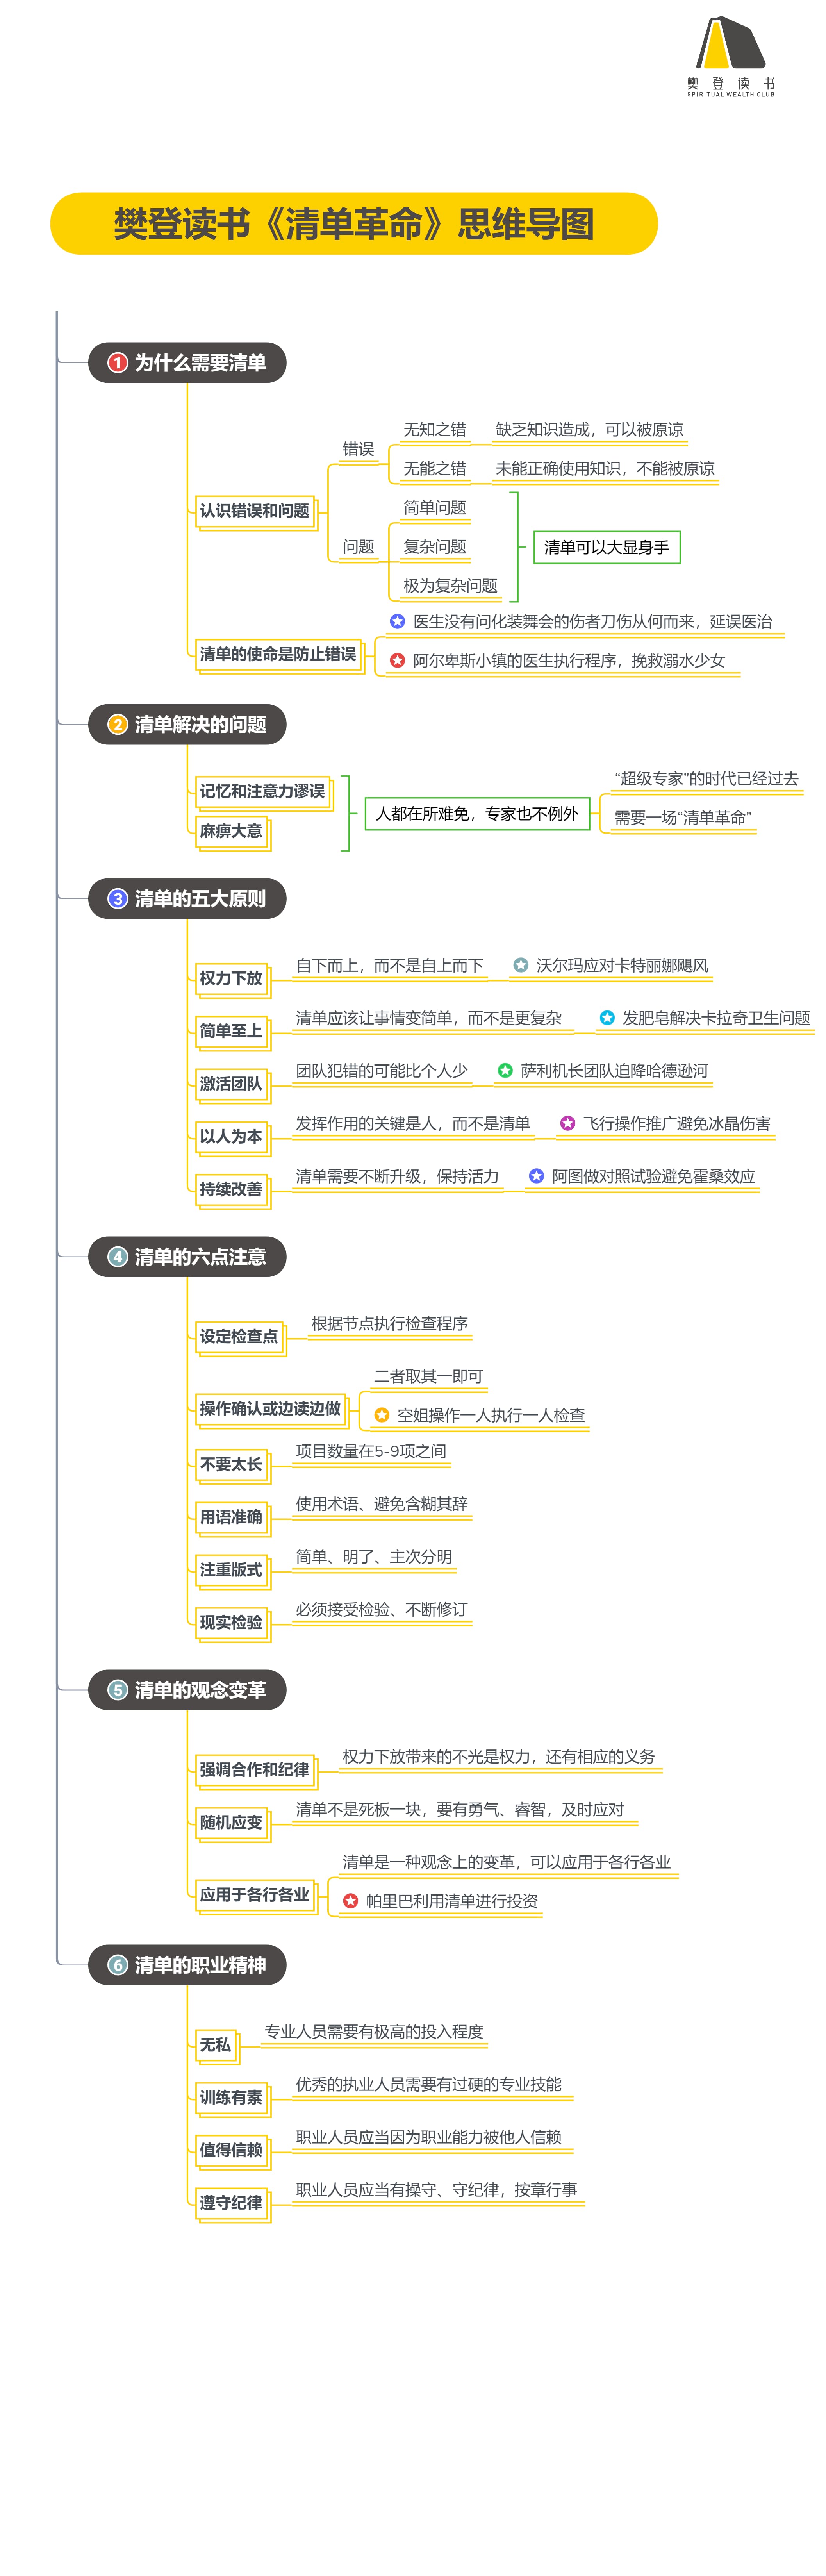 樊登读书
SPIRITUAL WEALTH CLUB
樊登读书《清单革命》思维导图
1 为什么需要清单
认识错误和问题
错误
无知之错
缺乏知识造成，可以被原谅
无能之错
未能正确使用知识，不能被原谅
问题
简单问题
复杂问题
极为复杂问题
清单可以大显身手
清单的使命是防止错误
医生没有问化装舞会的伤者刀伤从何而来，延误医治
阿尔卑斯小镇的医生执行程序，挽救溺水少女
2 清单解决的问题
记忆和注意力谬误
麻痹大意
人都在所难免，专家也不例外
“超级专家”的时代已经过去
需要一场“清单革命”
3 清单的五大原则
权力下放
自下而上，而不是自上而下
沃尔玛应对卡特丽娜飓风
简单至上
清单应该让事情变简单，而不是更复杂
发肥皂解决卡拉奇卫生问题
激活团队
团队犯错的可能比个人少
萨利机长团队迫降哈德逊河
以人为本
发挥作用的关键是人，而不是清单
飞行操作推广避免冰晶伤害
持续改善
清单需要不断升级，保持活力
阿图做对照试验避免霍桑效应
4 清单的六点注意
设定检查点
根据节点执行检查程序
操作确认或边读边做
二者取其一即可
空姐操作一人执行一人检查
不要太长
项目数量在5-9项之间
用语准确
使用术语、避免含糊其辞
注重版式
简单、明了、主次分明
现实检验
必须接受检验、不断修订
5 清单的观念变革
强调合作和纪律
权力下放带来的不光是权力，还有相应的义务
随机应变
清单不是死板一块，要有勇气、睿智，及时应对
应用于各行各业
清单是一种观念上的变革，可以应用于各行各业
帕里巴利用清单进行投资
6 清单的职业精神
无私
专业人员需要有极高的投入程度
训练有素
优秀的执业人员需要有过硬的专业技能
值得信赖
职业人员应当因为职业能力被他人信赖
遵守纪律
职业人员应当有操守、守纪律，按章行事